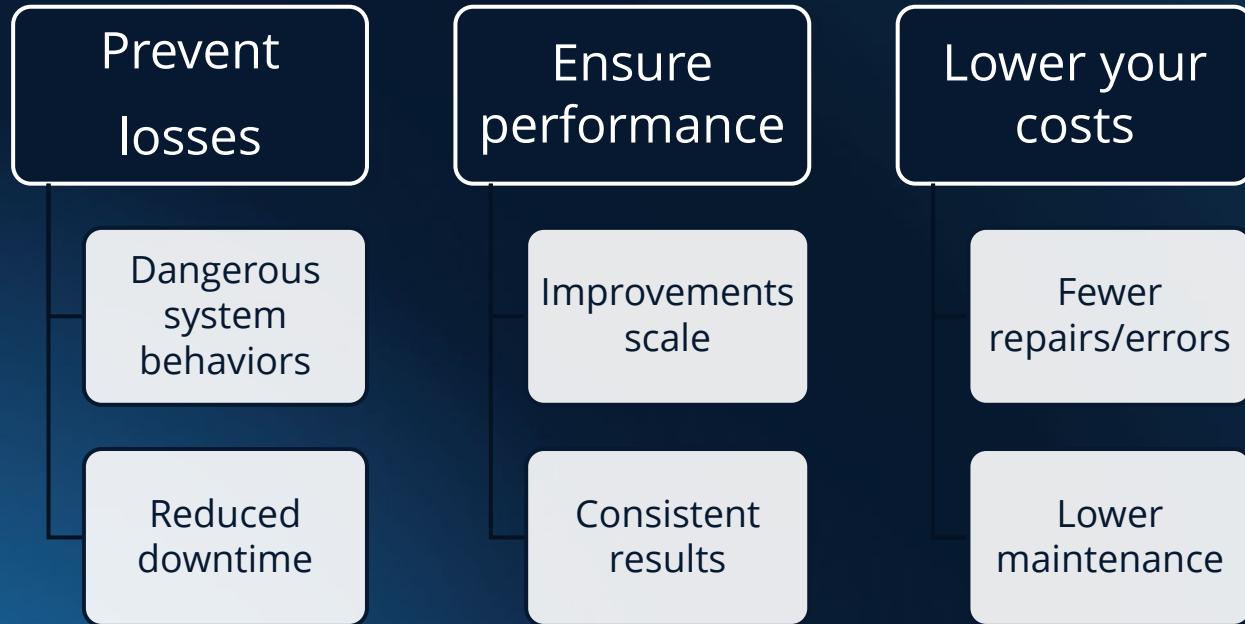 Prevent
losses
Dangerous
system
behaviors
Reduced
downtime
Ensure
performance
Improvements
scale
Consistent
results
Lower your
costs
Fewer
repairs/errors
Lower
maintenance